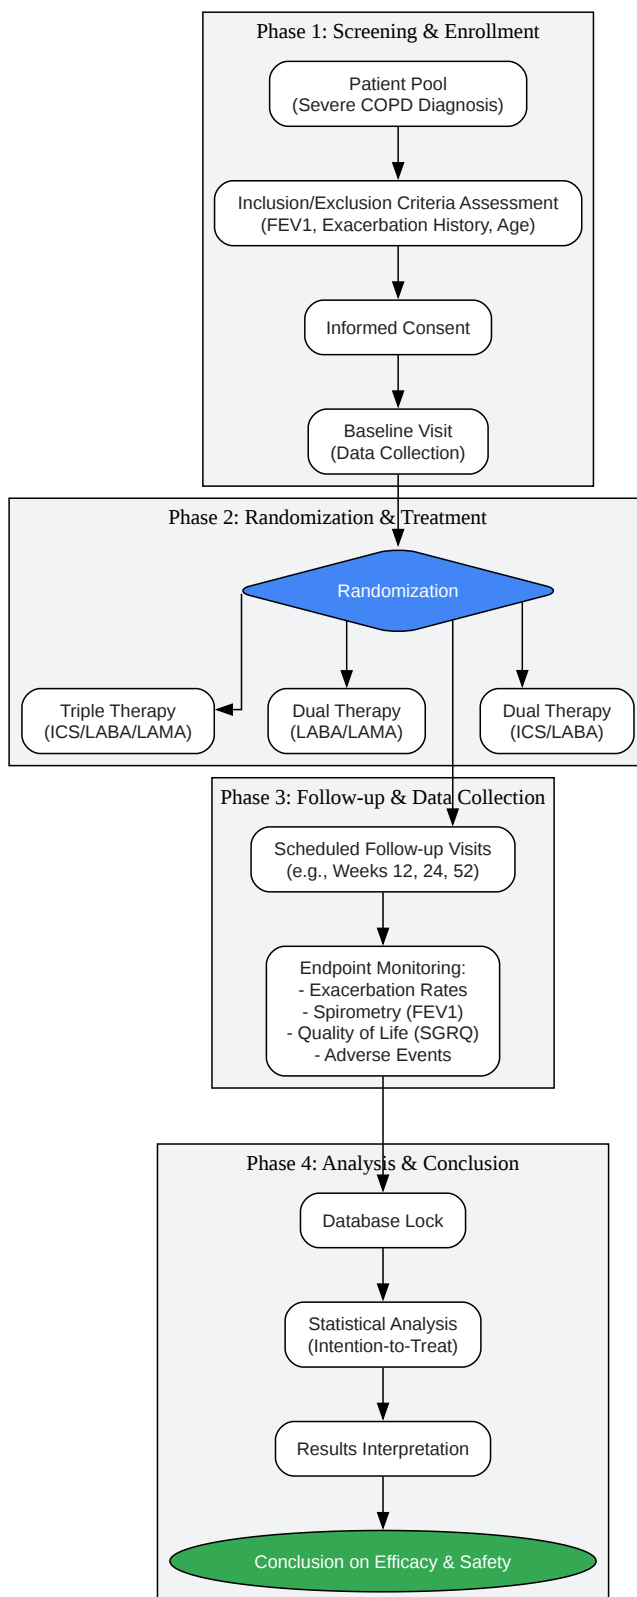 Phase 1: Screening & Enrollment
Patient Pool
(Severe COPD Diagnosis)
Inclusion/Exclusion Criteria Assessment
(FEV1, Exacerbation History, Age)
Informed Consent
Baseline Visit
(Data Collection)
Phase 2: Randomization & Treatment
Randomization
Triple Therapy
(ICS/LABA/LAMA)
Dual Therapy
(LABA/LAMA)
Dual Therapy
(ICS/LABA)
Phase 3: Follow-up & Data Collection
Scheduled Follow-up Visits
(e.g., Weeks 12, 24, 52)
Endpoint Monitoring:
- Exacerbation Rates
- Spirometry (FEV1)
- Quality of Life (SGRQ)
- Adverse Events
Phase 4: Analysis & Conclusion
Database Lock
Statistical Analysis
(Intention-to-Treat)
Results Interpretation
Conclusion on Efficacy & Safety